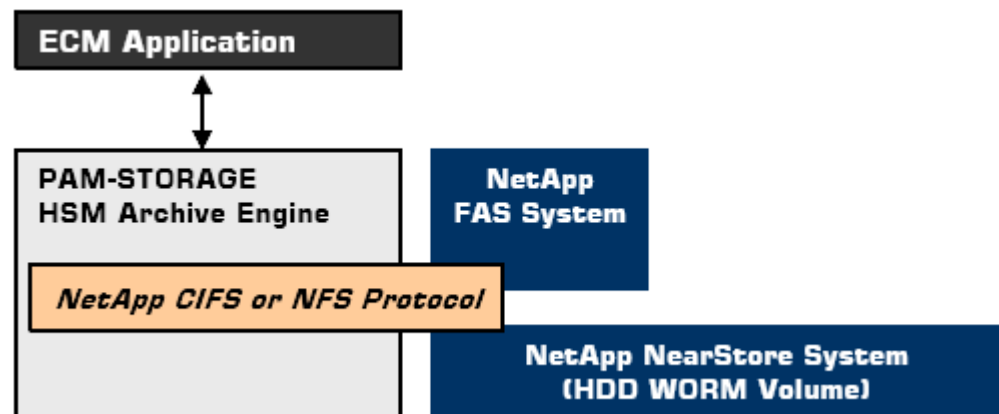 ECM Application
PAM-STORAGE
HSM Archive Engine
NetApp
FAS System
NetApp CIFS or NFS Protocol
NetApp NearStore System
(HDD WORM Volume)